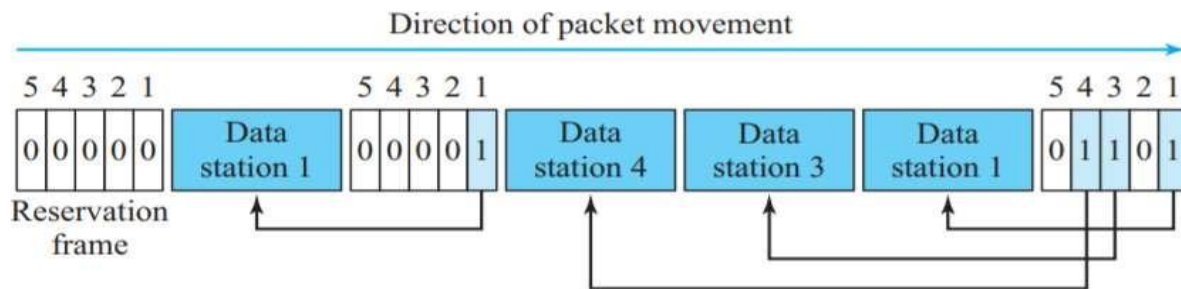 Direction of packet movement
5 4 3 2 1
5 4 3 2 1
5 4 3 2 1
0 0 0 0 0
Data
station 1
0 0 0 0 1
Data
station 4
Data
station 3
Data
station 1
0 1 1 0 1
Reservation
frame